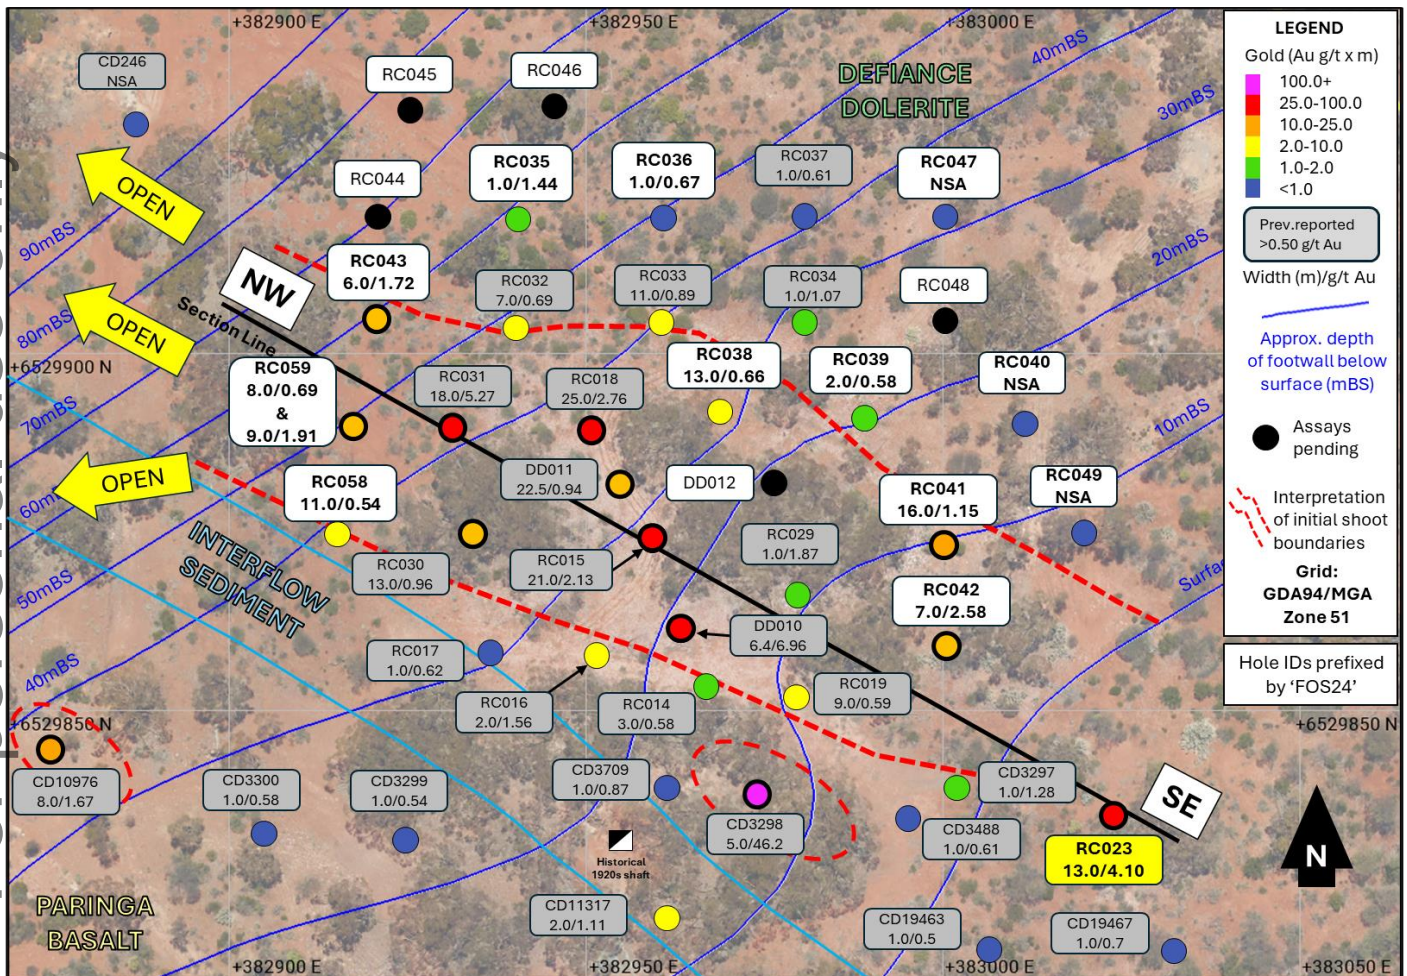 +382900 E
+382950 E
+383000 E
CD246
NSA
RC045
RC046
DEFIANCE
DOLERITE
40mBS
30mBS
OPEN
RC044
RC035
1.0/1.44
RC036
1.0/0.67
RC037
1.0/0.61
RC047
NSA
90mBS
20mBS
NW
RC043
6.0/1.72
RC032
7.0/0.69
RC033
11.0/0.89
RC034
1.0/1.07
RC048
OPEN
80mBS
Section Line
+6529900 N
RC059
8.0/0.69
&
9.0/1.91
RC031
18.0/5.27
RC018
25.0/2.76
RC038
13.0/0.66
RC039
2.0/0.58
RC040
NSA
70mBS
10mBS
OPEN
RC058
11.0/0.54
DD011
22.5/0.94
DD012
RC041
16.0/1.15
RC049
NSA
INTERFLOW
SEDIMENT
RC030
13.0/0.96
RC015
21.0/2.13
RC029
1.0/1.87
50mBS
RC042
7.0/2.58
DD010
6.4/6.96
RC017
1.0/0.62
40mBS
RC016
2.0/1.56
RC014
3.0/0.58
RC019
9.0/0.59
+6529850 N
+6529850 N
CD10976
8.0/1.67
CD3300
1.0/0.58
CD3299
1.0/0.54
CD3709
1.0/0.87
CD3298
5.0/46.2
CD3297
1.0/1.28
CD3488
1.0/0.61
SE
RC023
13.0/4.10
Historical
1920s shaft
PARINGA
BASALT
CD11317
2.0/1.11
CD19463
1.0/0.5
CD19467
1.0/0.7
+382900 E
+382950 E
+383000 E
+383050 E
LEGEND
Gold (Au g/t x m)
100.0+
25.0-100.0
10.0-25.0
2.0-10.0
1.0-2.0
<1.0
Prev.reported
>0.50 g/t Au
Width (m)/g/t Au
Approx. depth
of footwall below
surface (mBS)
Assays
pending
Interpretation
of initial shoot
boundaries
Grid:
GDA94/MGA
Zone 51
Hole IDs prefixed
by ‘FOS24’
N